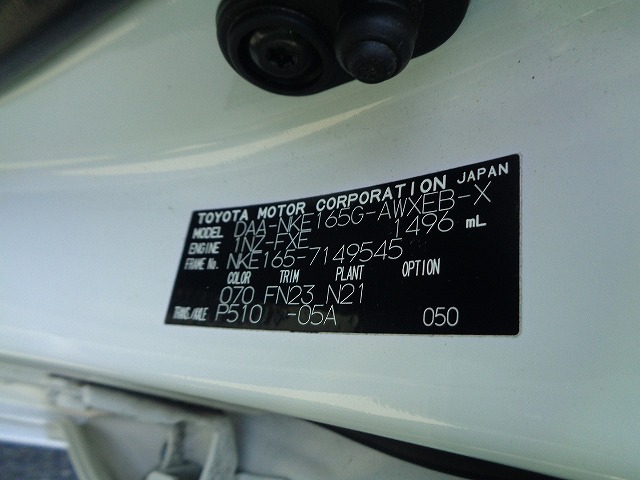 TOYOTA MOTOR CORPORATION JAPAN
MODEL DAA-NKE165G-AWXEB-X
ENGINE 1NZ-FXE 1496 mL
FRAME No. NKE165-7149545
COLOR TRIM PLANT OPTION
070 FN23 N21
TRANS/AXLE P510 -05A 050